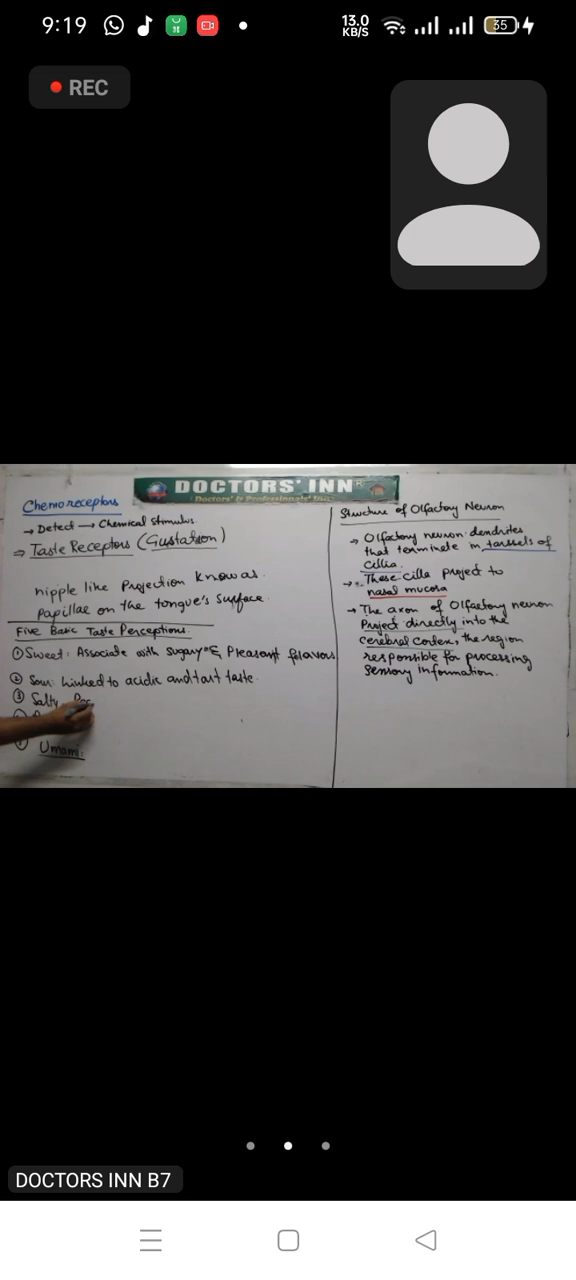 9:19
13.0
KB/S
35
REC
DOCTORS' INN®
Chemoreceptors
→ Detect → Chemical Stimulus.
⇒ Taste Receptors (Gustation)
nipple like Projection Known as
Papillae on the tongue's Surface.
Five Basic Taste Perceptions.
① Sweet: Associate with Sugary & Pleasant
② Sour: Linked to acidic and tart taste.
③ Salty
Umami:
Structure of Olfactory Neuron
→ Olfactory neuron dendrites
that terminate in tassels of
cillia.
→ These cilla project to
nasal mucosa
→ The axon of Olfactory neuron
Project directly into the
cerebral cortex, the region
responsible for processing
Sensory Information.
DOCTORS INN B7